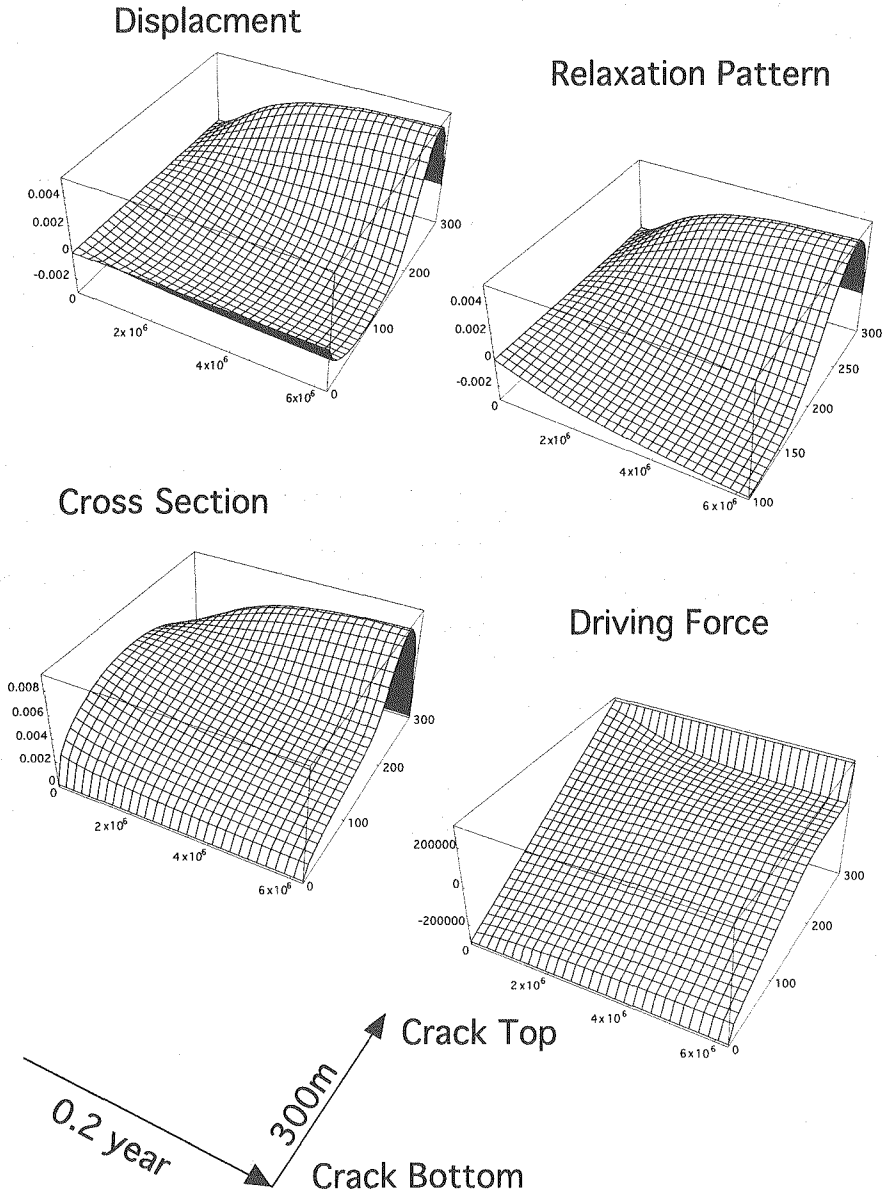 Displacment
0.004
0.002
0
-0.002
0
2x10⁶
4x10⁶
6x10⁶
0
100
200
300
Relaxation Pattern
0.004
0.002
0
-0.002
0
2x10⁶
4x10⁶
6x10⁶
100
150
200
250
300
Cross Section
0.008
0.006
0.004
0.002
0
0
2x10⁶
4x10⁶
6x10⁶
0
100
200
300
Driving Force
200000
0
-200000
0
2x10⁶
4x10⁶
6x10⁶
0
100
200
300
Crack Top
300m
0.2 year
Crack Bottom